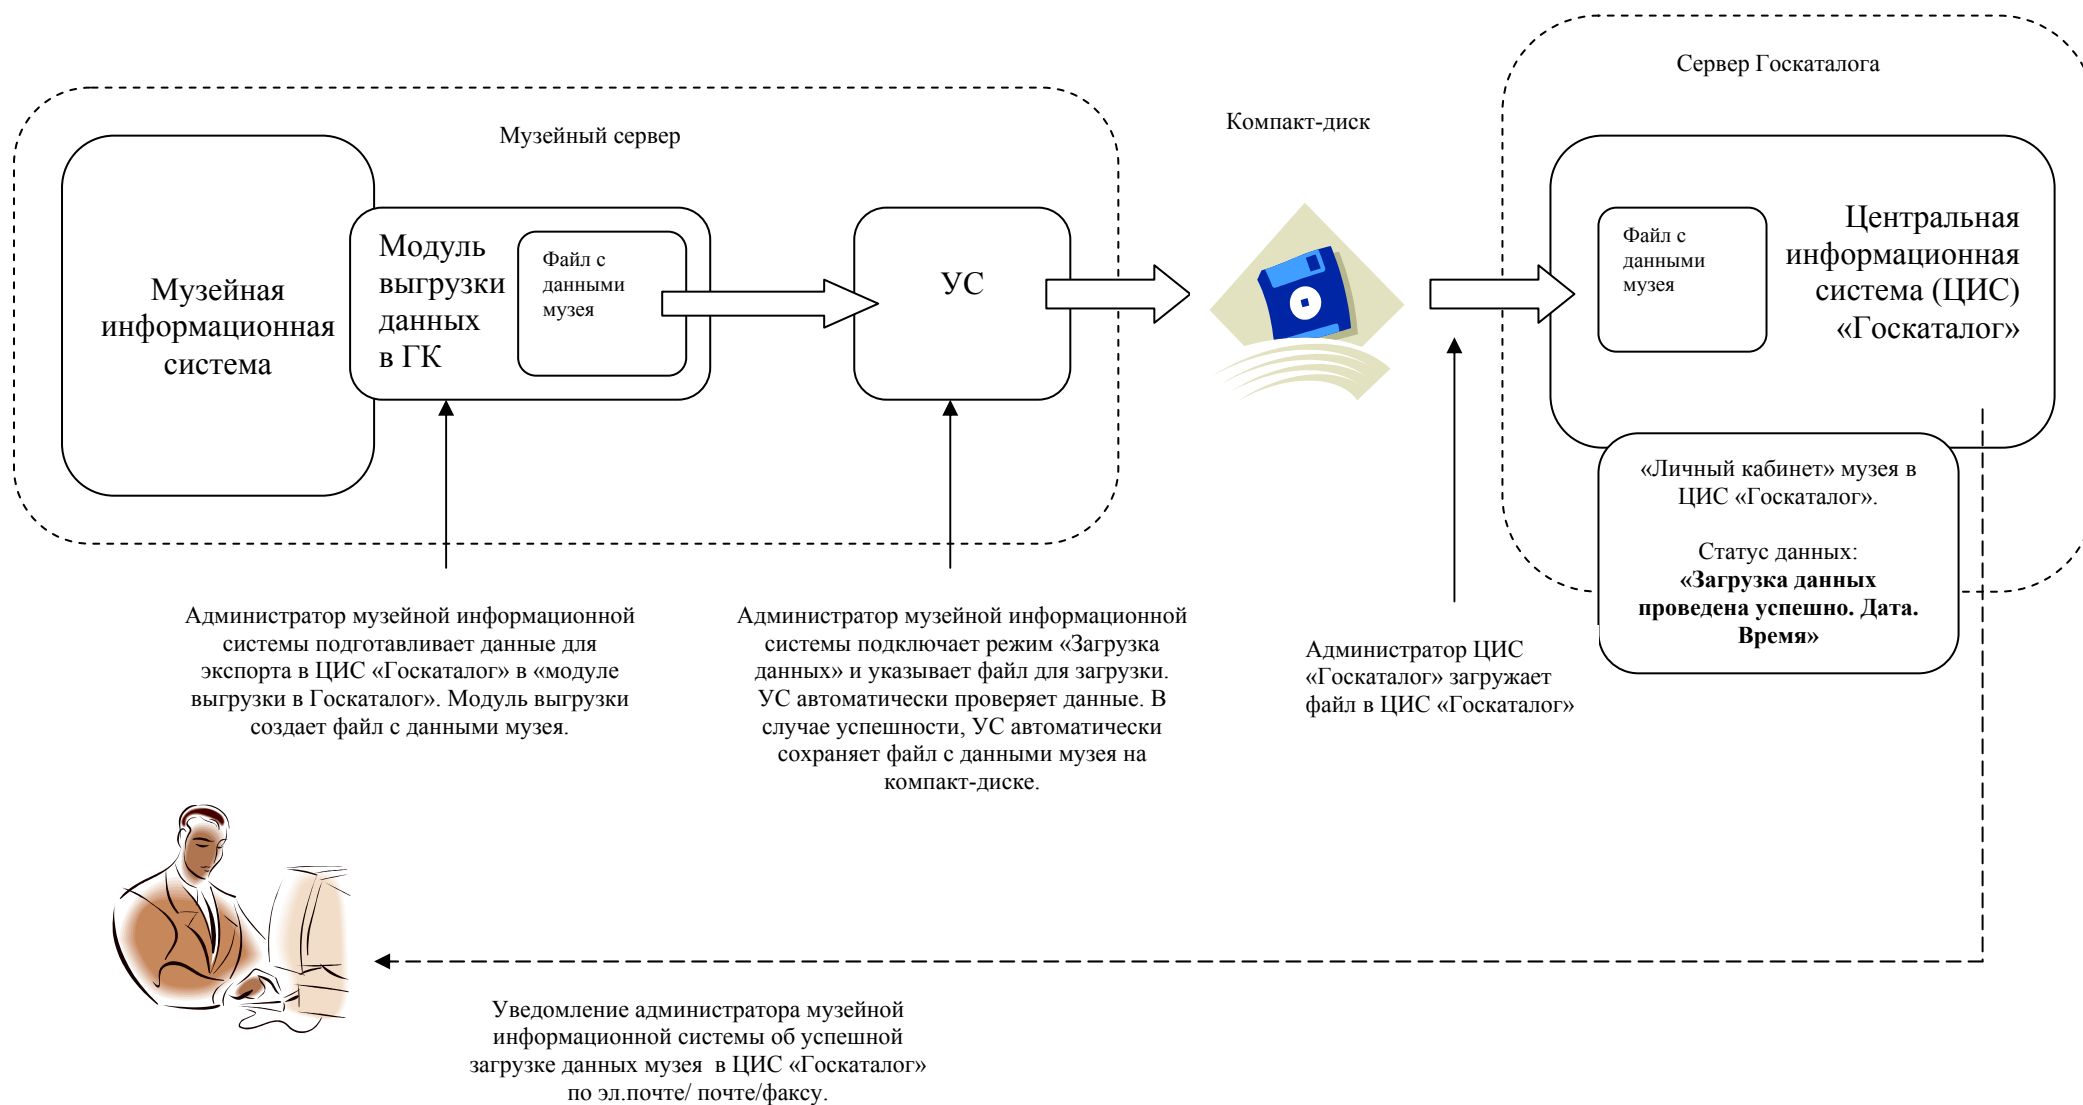 Сервер Госкаталога
Компакт-диск
Музейный сервер
Музейная
информационная
система
Модуль
выгрузки
данных
в ГК
Файл с
данными
музея
УС
Файл с
данными
музея
Центральная
информационная
система (ЦИС)
«Госкаталог»
«Личный кабинет» музея в
ЦИС «Госкаталог».
Статус данных:
«Загрузка данных
проведена успешно. Дата.
Время»
Администратор музейной информационной
системы подготавливает данные для
экспорта в ЦИС «Госкаталог» в «модуле
выгрузки в Госкаталог». Модуль выгрузки
создает файл с данными музея.
Администратор музейной информационной
системы подключает режим «Загрузка
данных» и указывает файл для загрузки.
УС автоматически проверяет данные. В
случае успешности, УС автоматически
сохраняет файл с данными музея на
компакт-диске.
Администратор ЦИС
«Госкаталог» загружает
файл в ЦИС «Госкаталог»
Уведомление администратора музейной
информационной системы об успешной
загрузке данных музея  в ЦИС «Госкаталог»
по эл.почте/ почте/факсу.